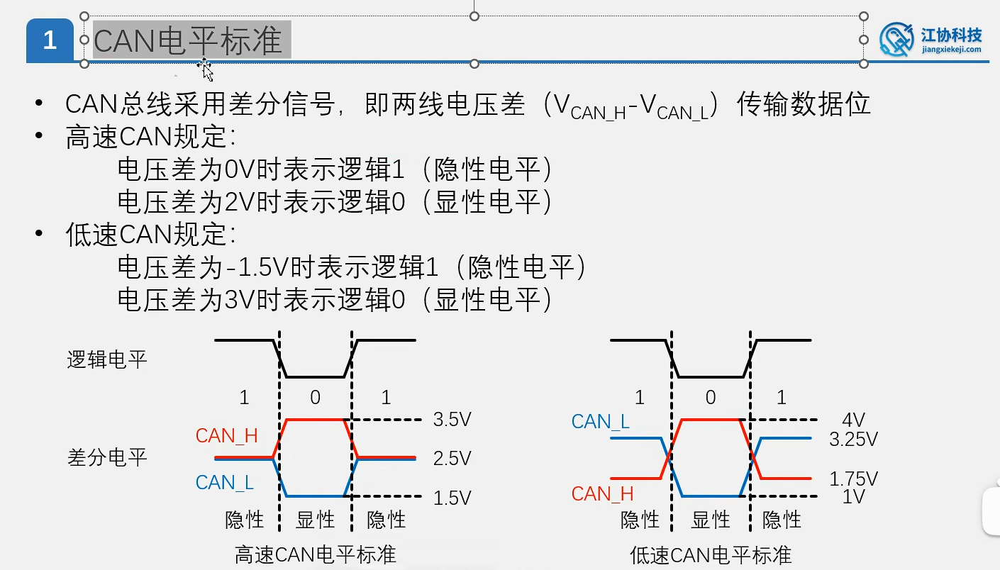 1
CAN电平标准
江协科技
jiangxiekeji.com
• CAN总线采用差分信号，即两线电压差（VCAN_H-VCAN_L）传输数据位
• 高速CAN规定：
电压差为0V时表示逻辑1（隐性电平）
电压差为2V时表示逻辑0（显性电平）
• 低速CAN规定：
电压差为-1.5V时表示逻辑1（隐性电平）
电压差为3V时表示逻辑0（显性电平）
逻辑电平
1 0 1
差分电平
CAN_H
CAN_L
3.5V
2.5V
1.5V
隐性 显性 隐性
高速CAN电平标准
1 0 1
CAN_L
CAN_H
4V
3.25V
1.75V
1V
隐性 显性 隐性
低速CAN电平标准